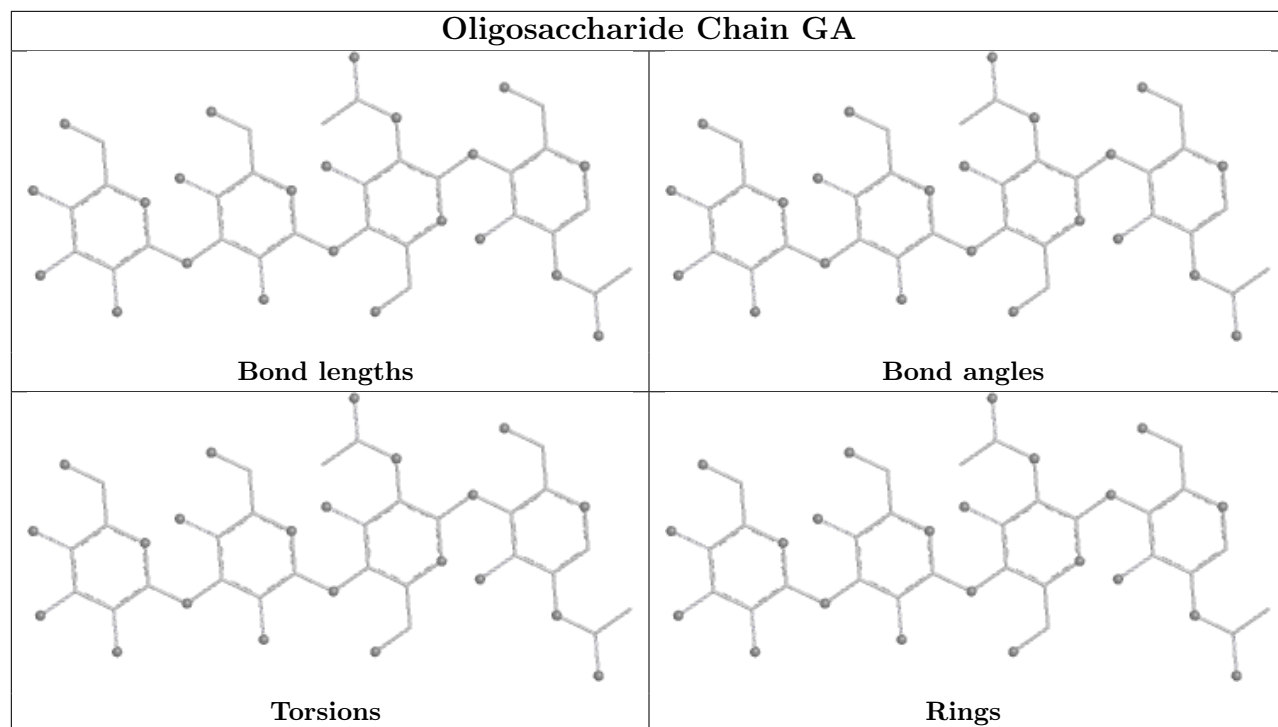 Oligosaccharide Chain GA
Bond lengths
Bond angles
Torsions
Rings